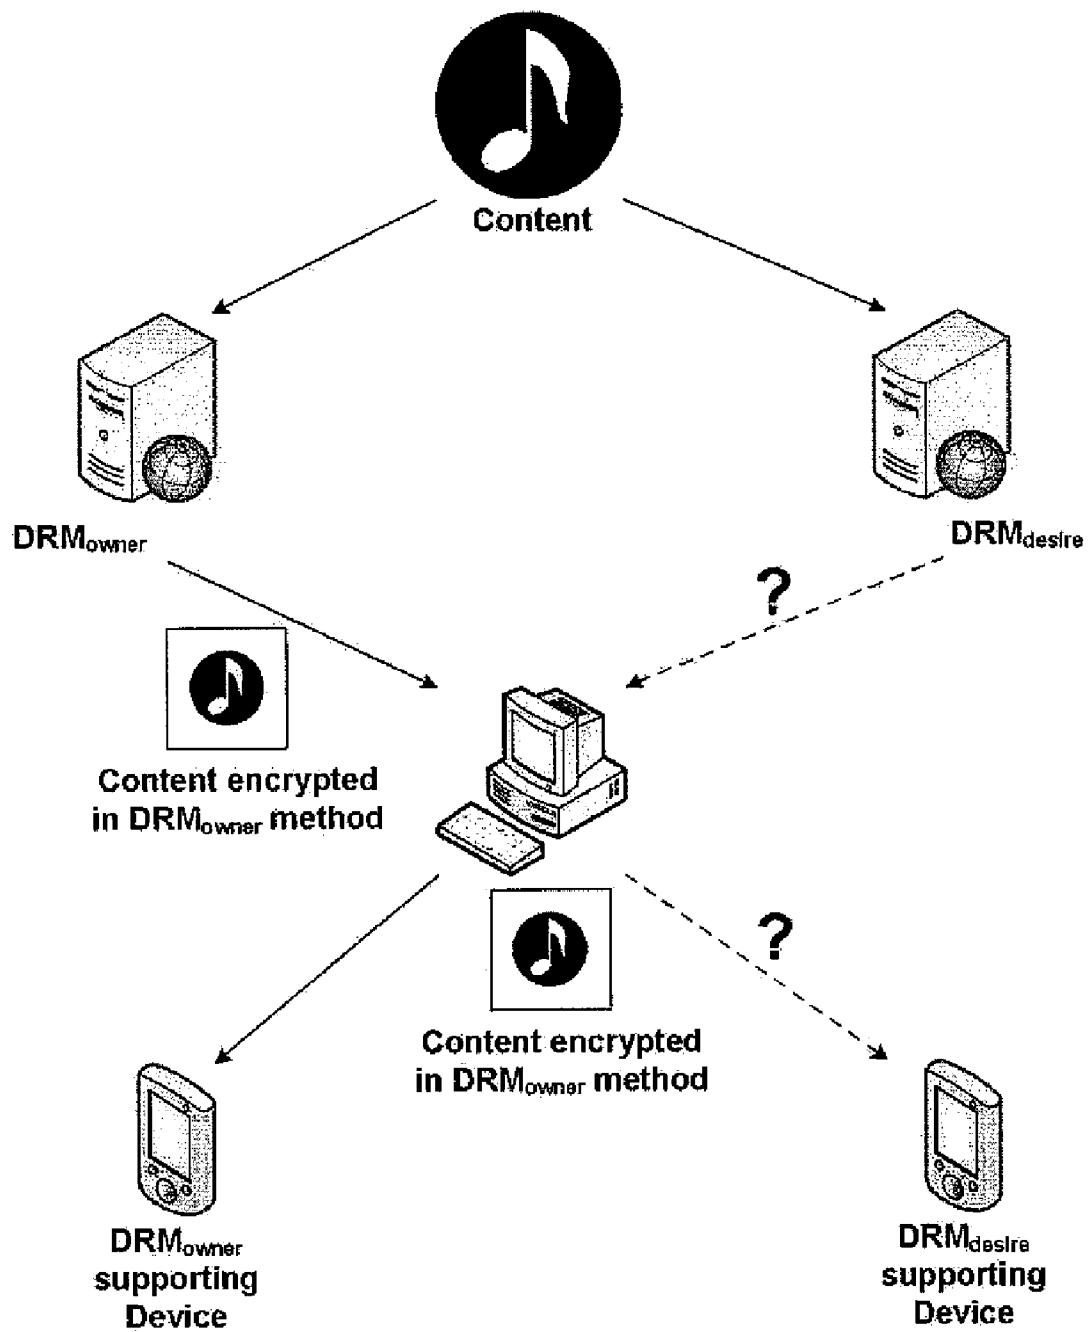 Content
DRMowner
DRMdesire
?
Content encrypted
in DRMowner method
?
Content encrypted
in DRMowner method
DRMowner
supporting
Device
DRMdesire
supporting
Device